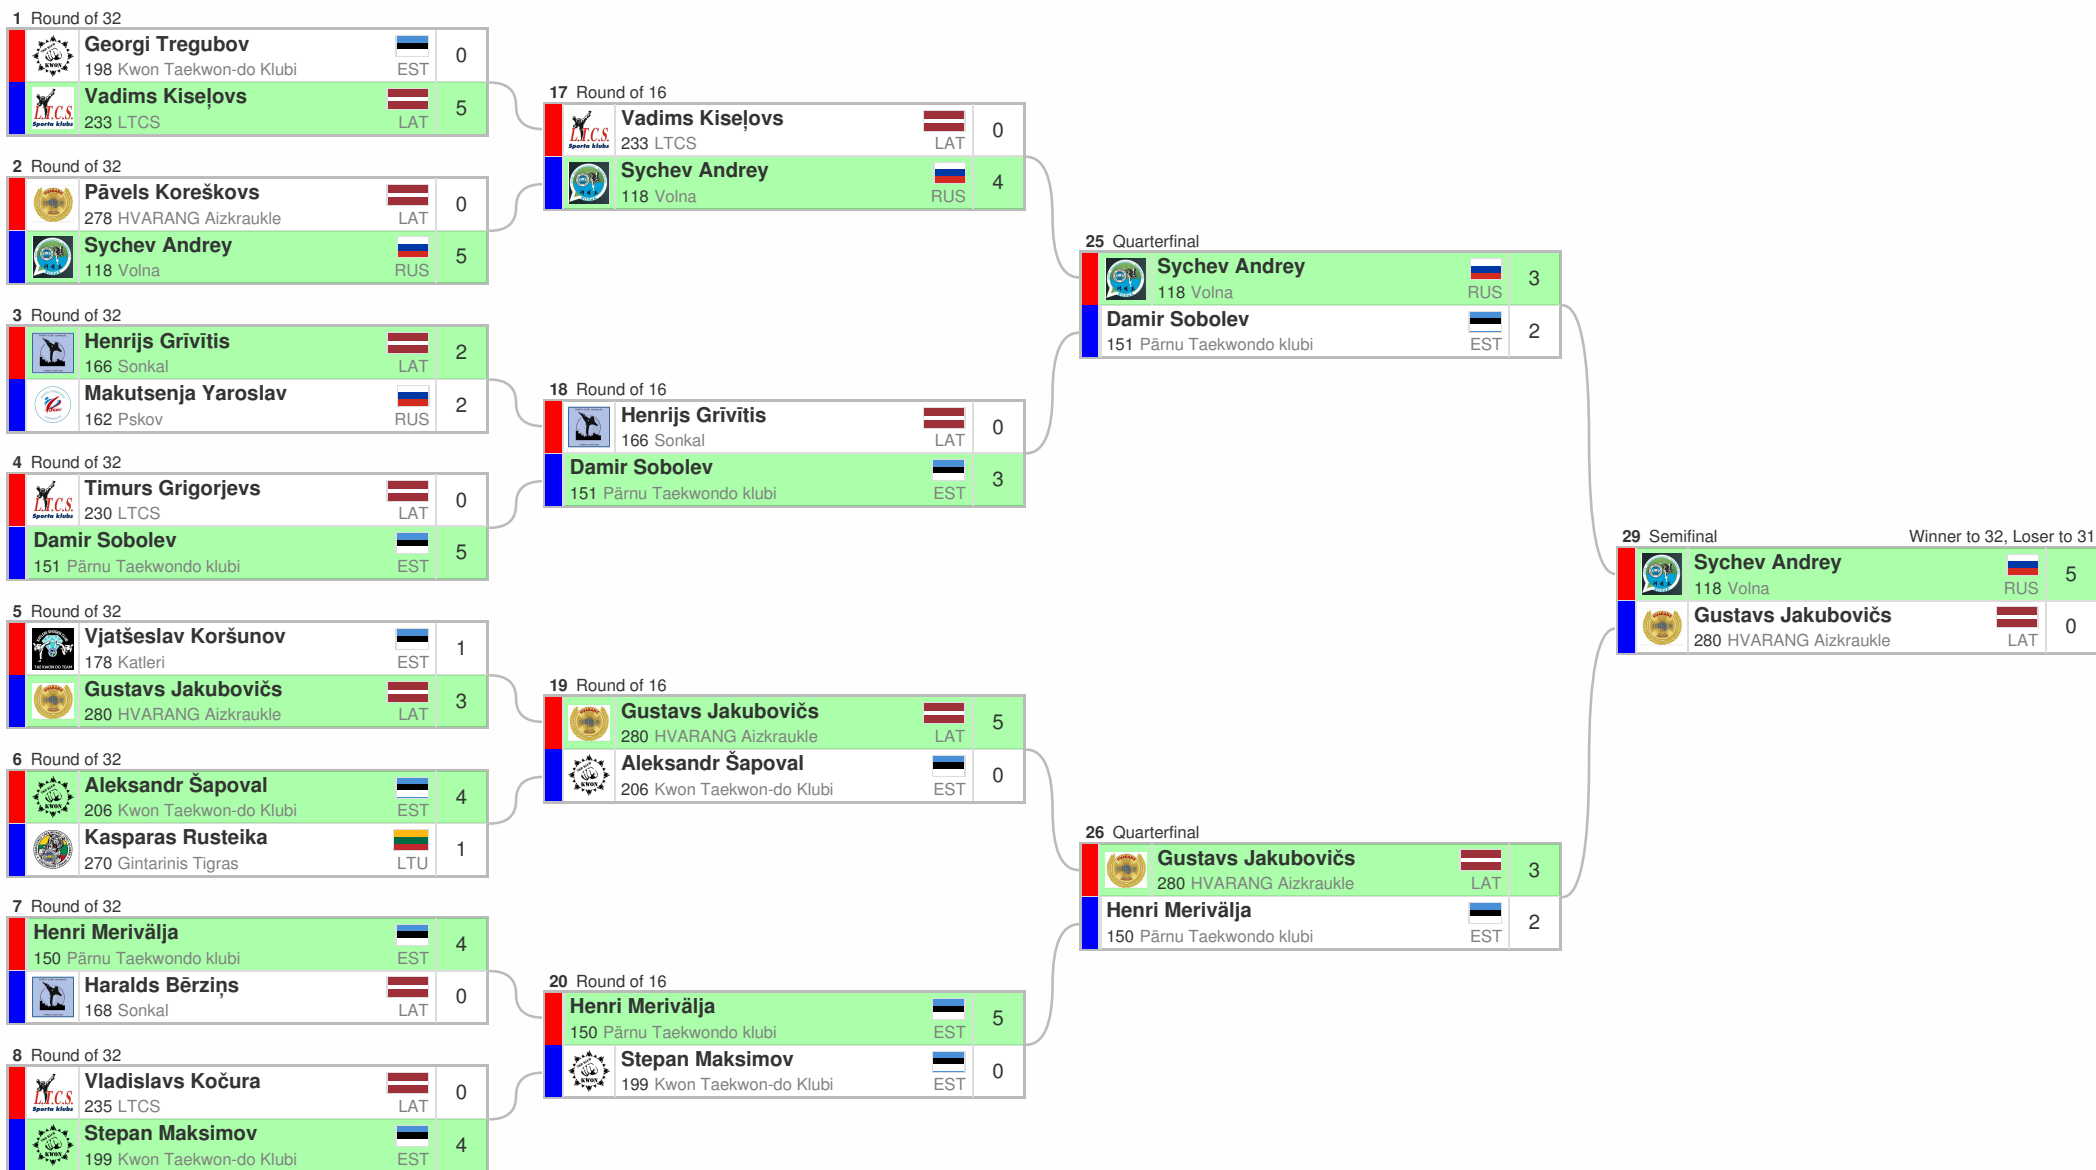 1 Round of 32
Georgi Tregubov
198 Kwon Taekwon-do Klubi EST 0
Vadims Kiseļovs
233 LTCS LAT 5
2 Round of 32
Pāvels Koreškovs
278 HVARANG Aizkraukle LAT 0
Sychev Andrey
118 Volna RUS 5
3 Round of 32
Henrijs Grīvītis
166 Sonkal LAT 2
Makutsenja Yaroslav
162 Pskov RUS 2
4 Round of 32
Timurs Grigorjevs
230 LTCS LAT 0
Damir Sobolev
151 Pärnu Taekwondo klubi EST 5
5 Round of 32
Vjatšeslav Koršunov
178 Katleri EST 1
Gustavs Jakubovičs
280 HVARANG Aizkraukle LAT 3
6 Round of 32
Aleksandr Šapoval
206 Kwon Taekwon-do Klubi EST 4
Kasparas Rusteika
270 Gintarinis Tigras LTU 1
7 Round of 32
Henri Merivälja
150 Pärnu Taekwondo klubi EST 4
Haralds Bērziņs
168 Sonkal LAT 0
8 Round of 32
Vladislavs Kočura
235 LTCS LAT 0
Stepan Maksimov
199 Kwon Taekwon-do Klubi EST 4
17 Round of 16
Vadims Kiseļovs
233 LTCS LAT 0
Sychev Andrey
118 Volna RUS 4
18 Round of 16
Henrijs Grīvītis
166 Sonkal LAT 0
Damir Sobolev
151 Pärnu Taekwondo klubi EST 3
19 Round of 16
Gustavs Jakubovičs
280 HVARANG Aizkraukle LAT 5
Aleksandr Šapoval
206 Kwon Taekwon-do Klubi EST 0
20 Round of 16
Henri Merivälja
150 Pärnu Taekwondo klubi EST 5
Stepan Maksimov
199 Kwon Taekwon-do Klubi EST 0
25 Quarterfinal
Sychev Andrey
118 Volna RUS 3
Damir Sobolev
151 Pärnu Taekwondo klubi EST 2
26 Quarterfinal
Gustavs Jakubovičs
280 HVARANG Aizkraukle LAT 3
Henri Merivälja
150 Pärnu Taekwondo klubi EST 2
29 Semifinal Winner to 32, Loser to 31
Sychev Andrey
118 Volna RUS 5
Gustavs Jakubovičs
280 HVARANG Aizkraukle LAT 0